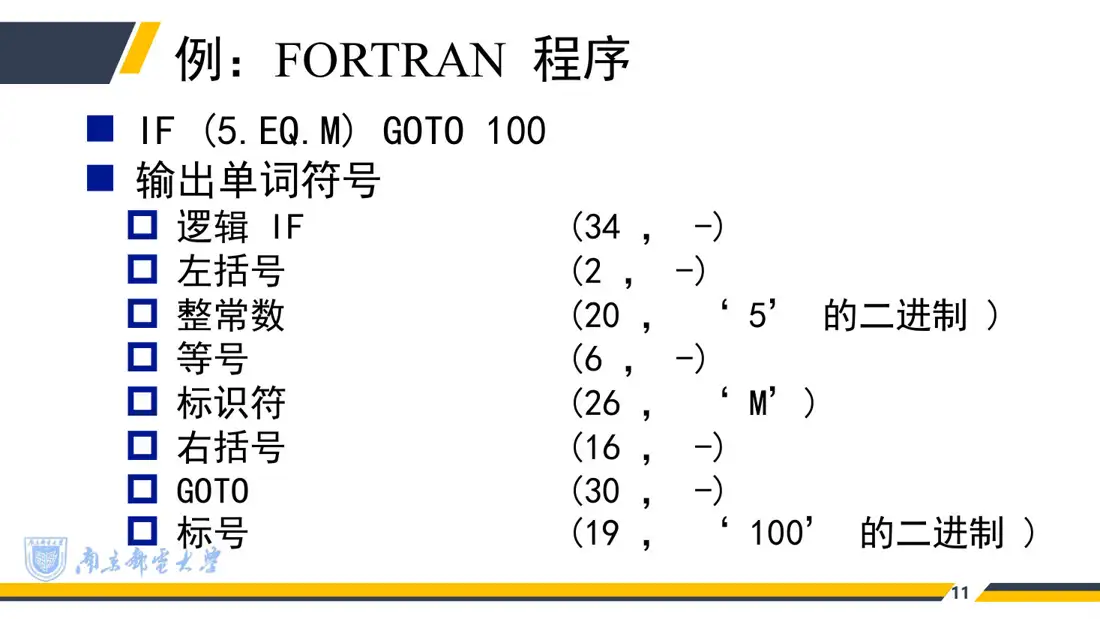 例：FORTRAN 程序
IF (5.EQ.M) GOTO 100
输出单词符号
逻辑 IF (34 ， -)
左括号 (2 ， -)
整常数 (20 ， ‘ 5’ 的二进制 )
等号 (6 ， -)
标识符 (26 ， ‘ M’ )
右括号 (16 ， -)
GOTO (30 ， -)
标号 (19 ， ‘ 100’ 的二进制 )
南京邮电大学
11